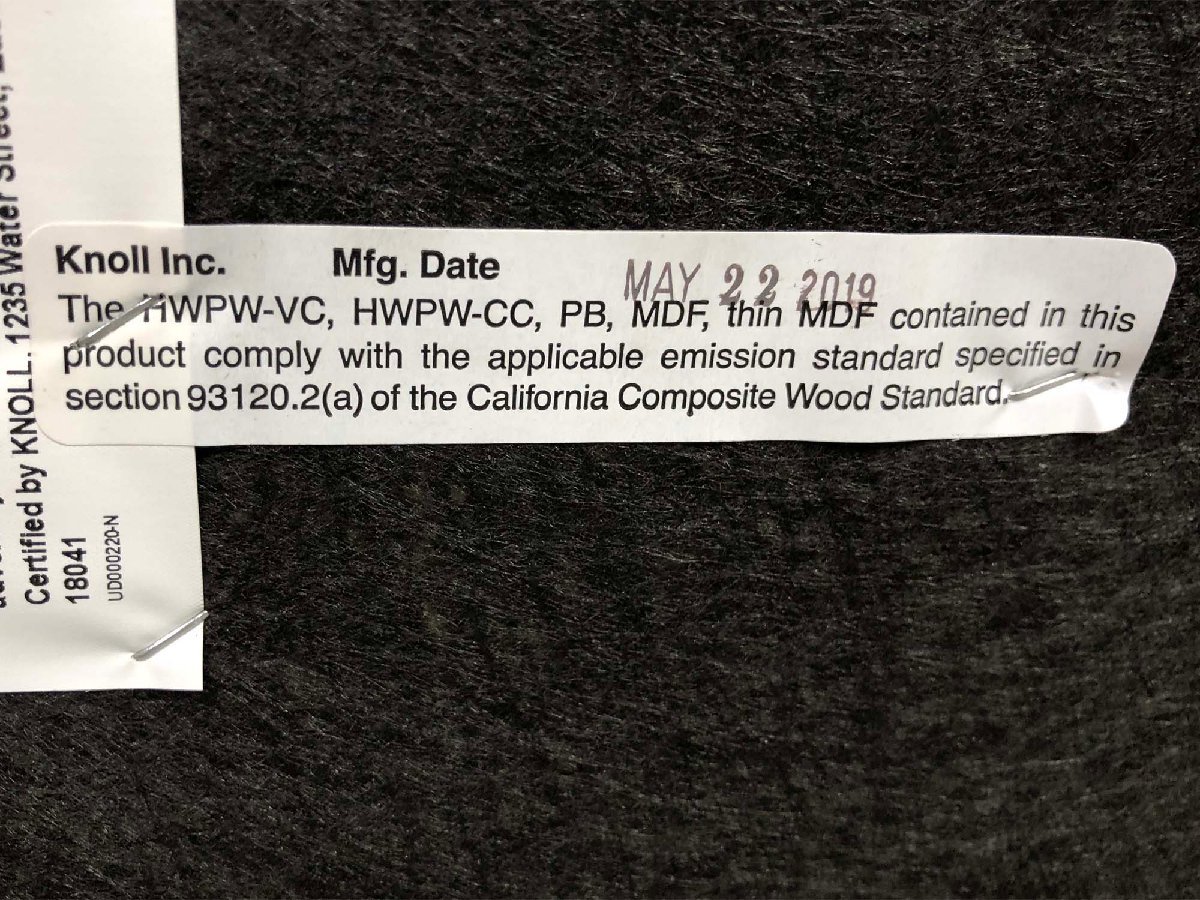 Knoll Inc. Mfg. Date MAY 22 2019
The HWPW-VC, HWPW-CC, PB, MDF, thin MDF contained in this
product comply with the applicable emission standard specified in
section 93120.2(a) of the California Composite Wood Standard.
Certified by KNOLL. 1235 Water Street,
18041
UD000220-N